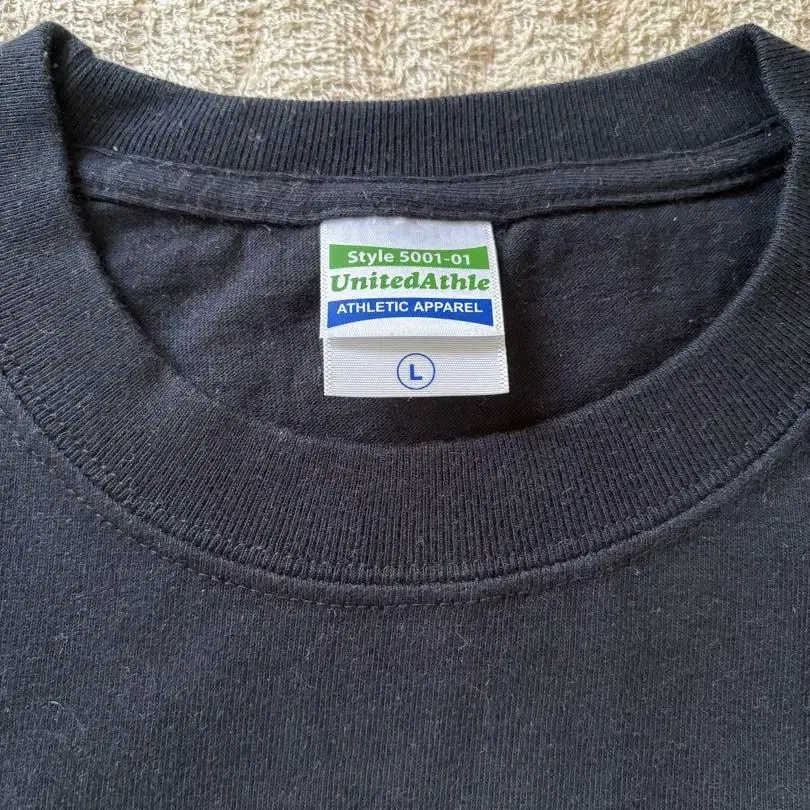 Style 5001-01
UnitedAthle
ATHLETIC APPAREL
L